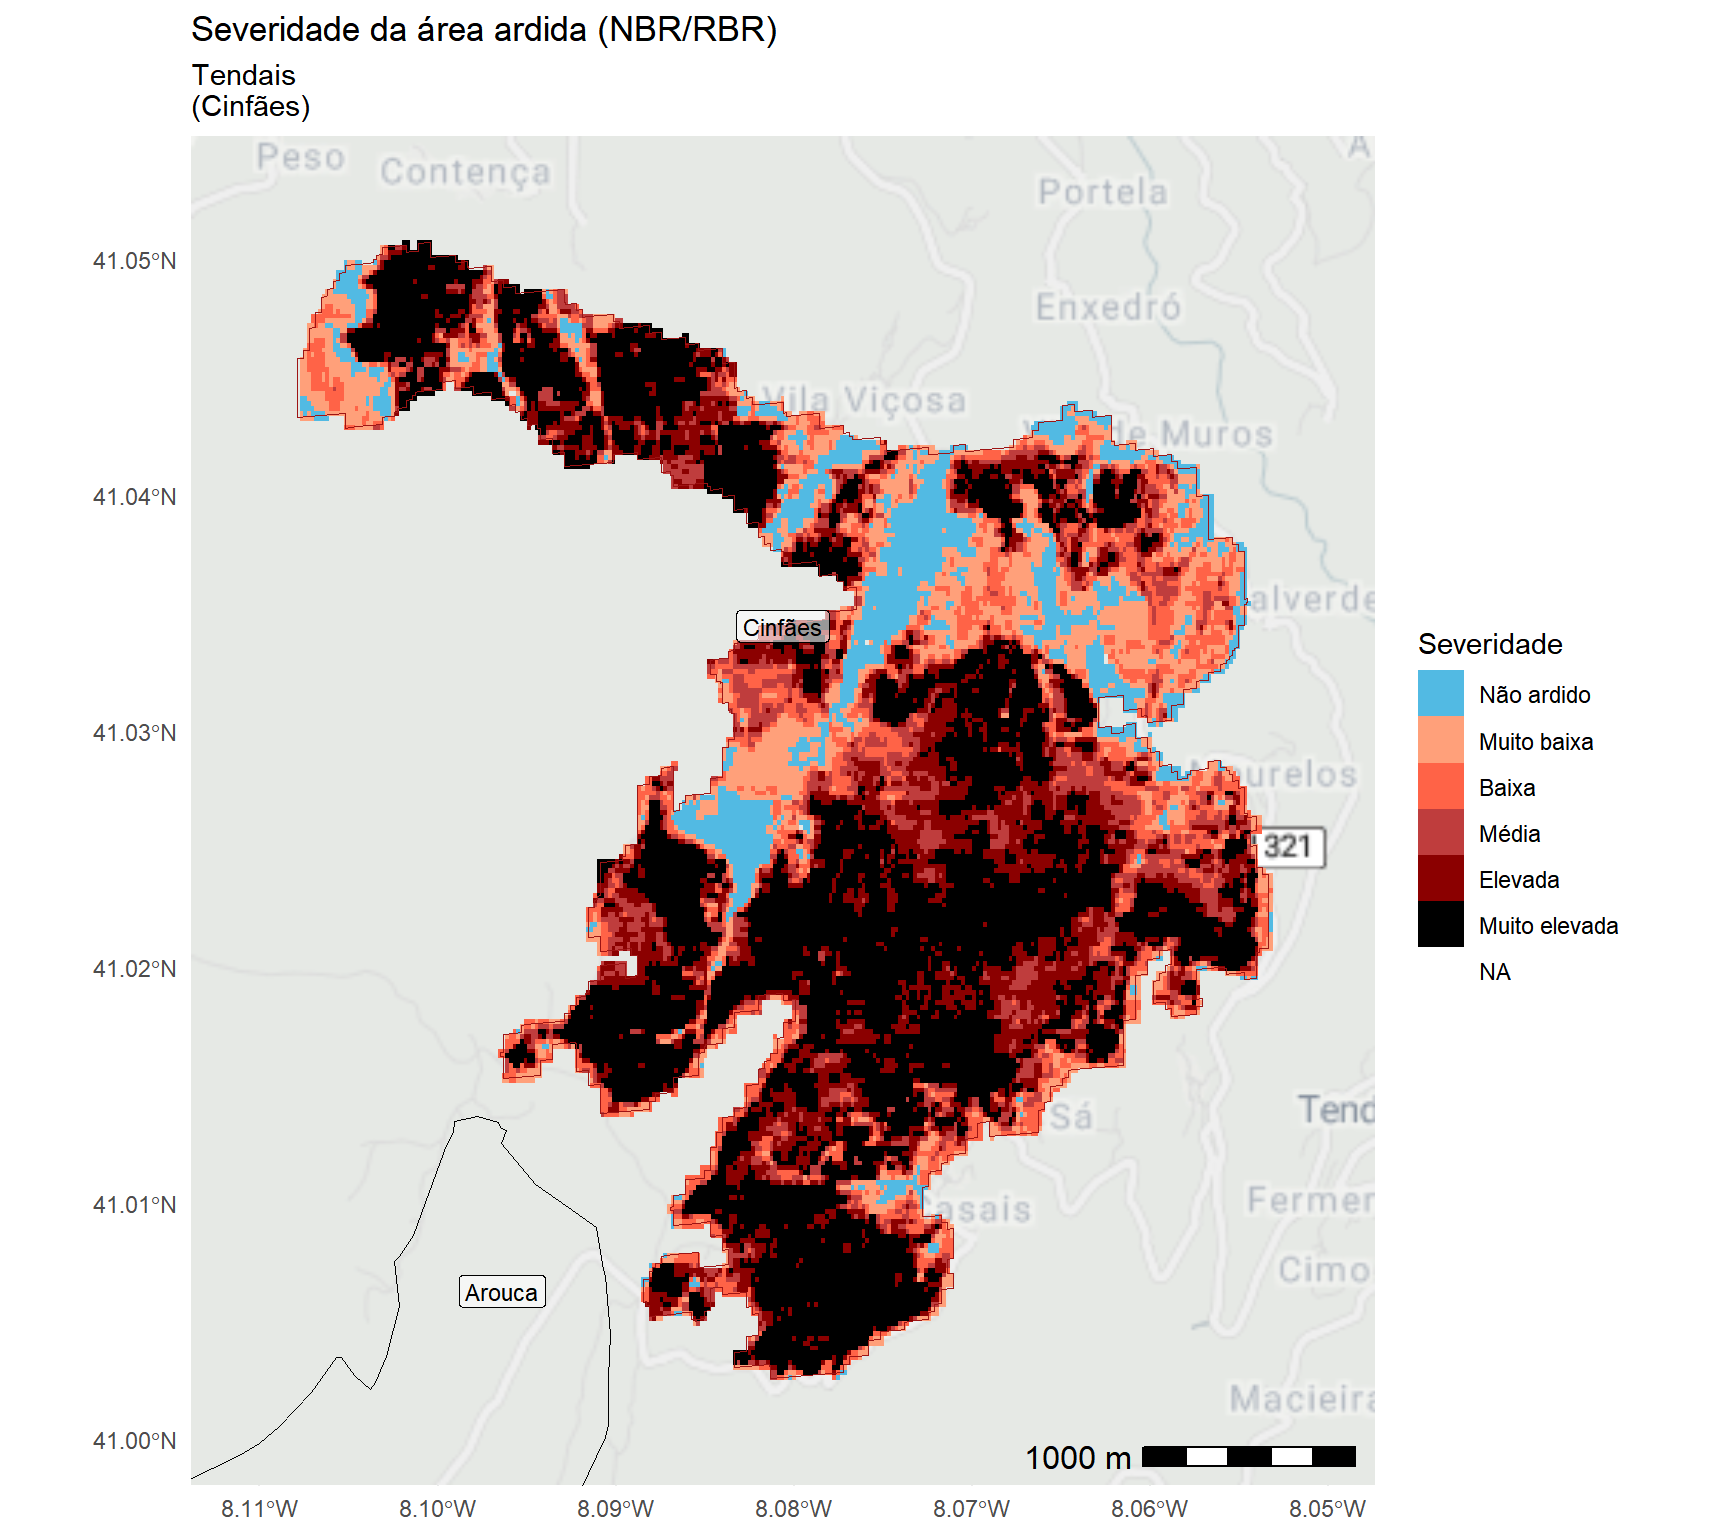 Severidade da área ardida (NBR/RBR)
Tendais
(Cinfães)
Peso
Contença
A
Portela
41.05°N
Enxedró
Vila Viçosa
de Muros
41.04°N
alverde
Cinfães
Severidade
Não ardido
Muito baixa
Baixa
Média
Elevada
Muito elevada
NA
41.03°N
urelos
321
41.02°N
Sá
Tend
41.01°N
asais
Fermer
Cimo
Arouca
Macieira
41.00°N
1000 m
8.11°W
8.10°W
8.09°W
8.08°W
8.07°W
8.06°W
8.05°W